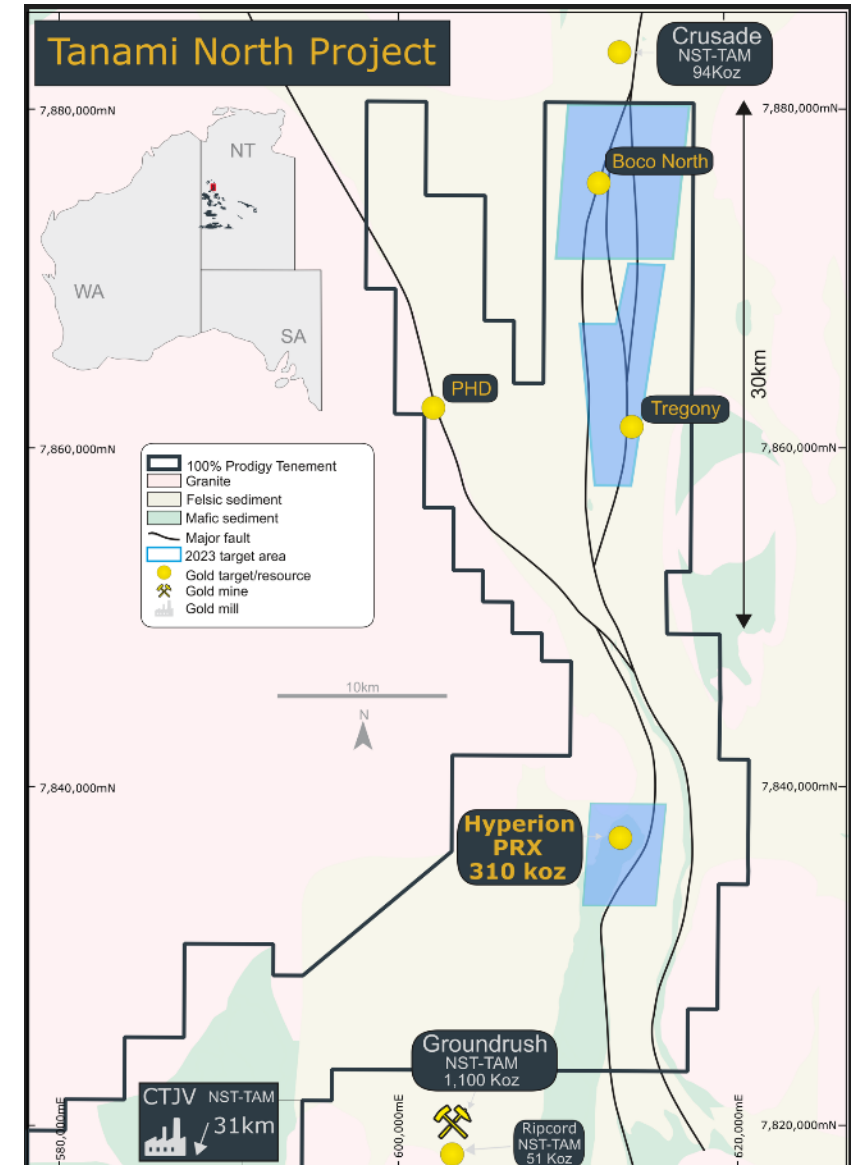 Tanami North Project
Crusade
NST-TAM
94Koz
7,880,000mN
7,880,000mN
NT
WA
SA
Boco North
30km
PHD
Tregony
7,860,000mN
7,860,000mN
100% Prodigy Tenement
Granite
Felsic sediment
Mafic sediment
Major fault
2023 target area
Gold target/resource
Gold mine
Gold mill
10km
N
7,840,000mN
7,840,000mN
Hyperion
PRX
310 koz
Groundrush
NST-TAM
1,100 Koz
CTJV NST-TAM
31km
580,000mE
600,000mE
620,000mE
7,820,000mN
Ripcord
NST-TAM
51 Koz